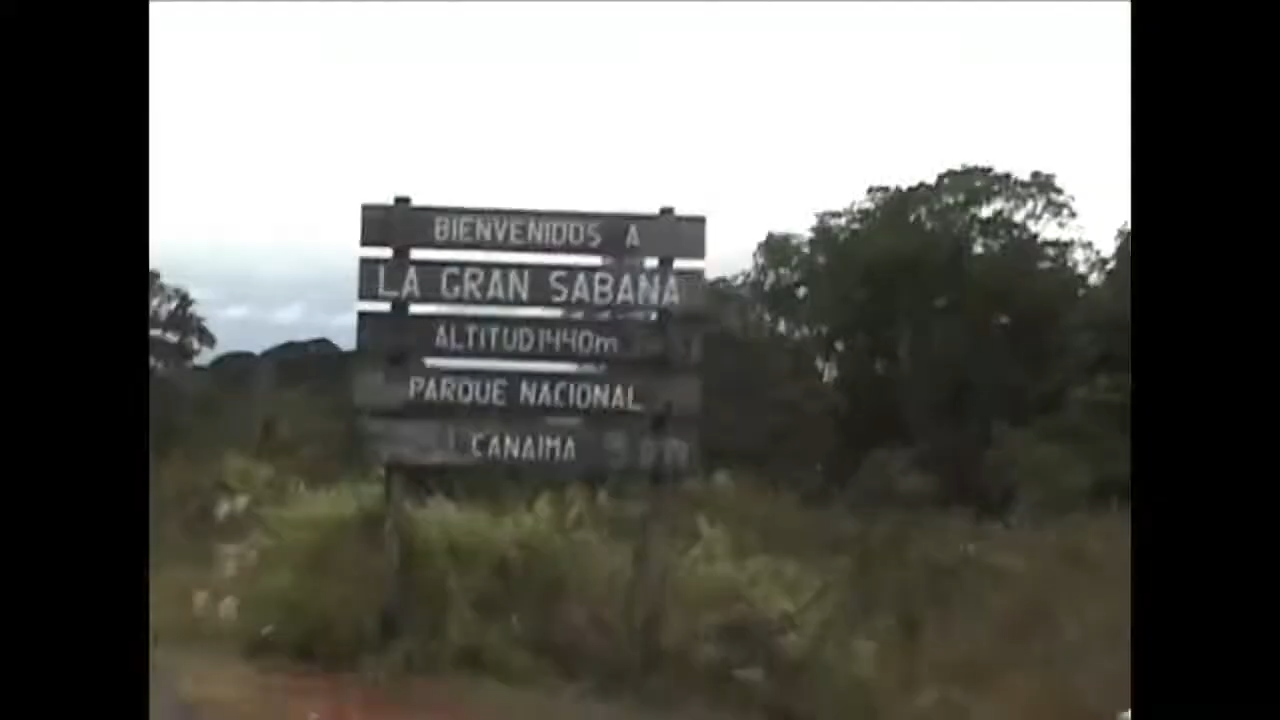 BIENVENIDOS A
LA GRAN SABANA
ALTITUD 1440m
PARQUE NACIONAL
CANAIMA